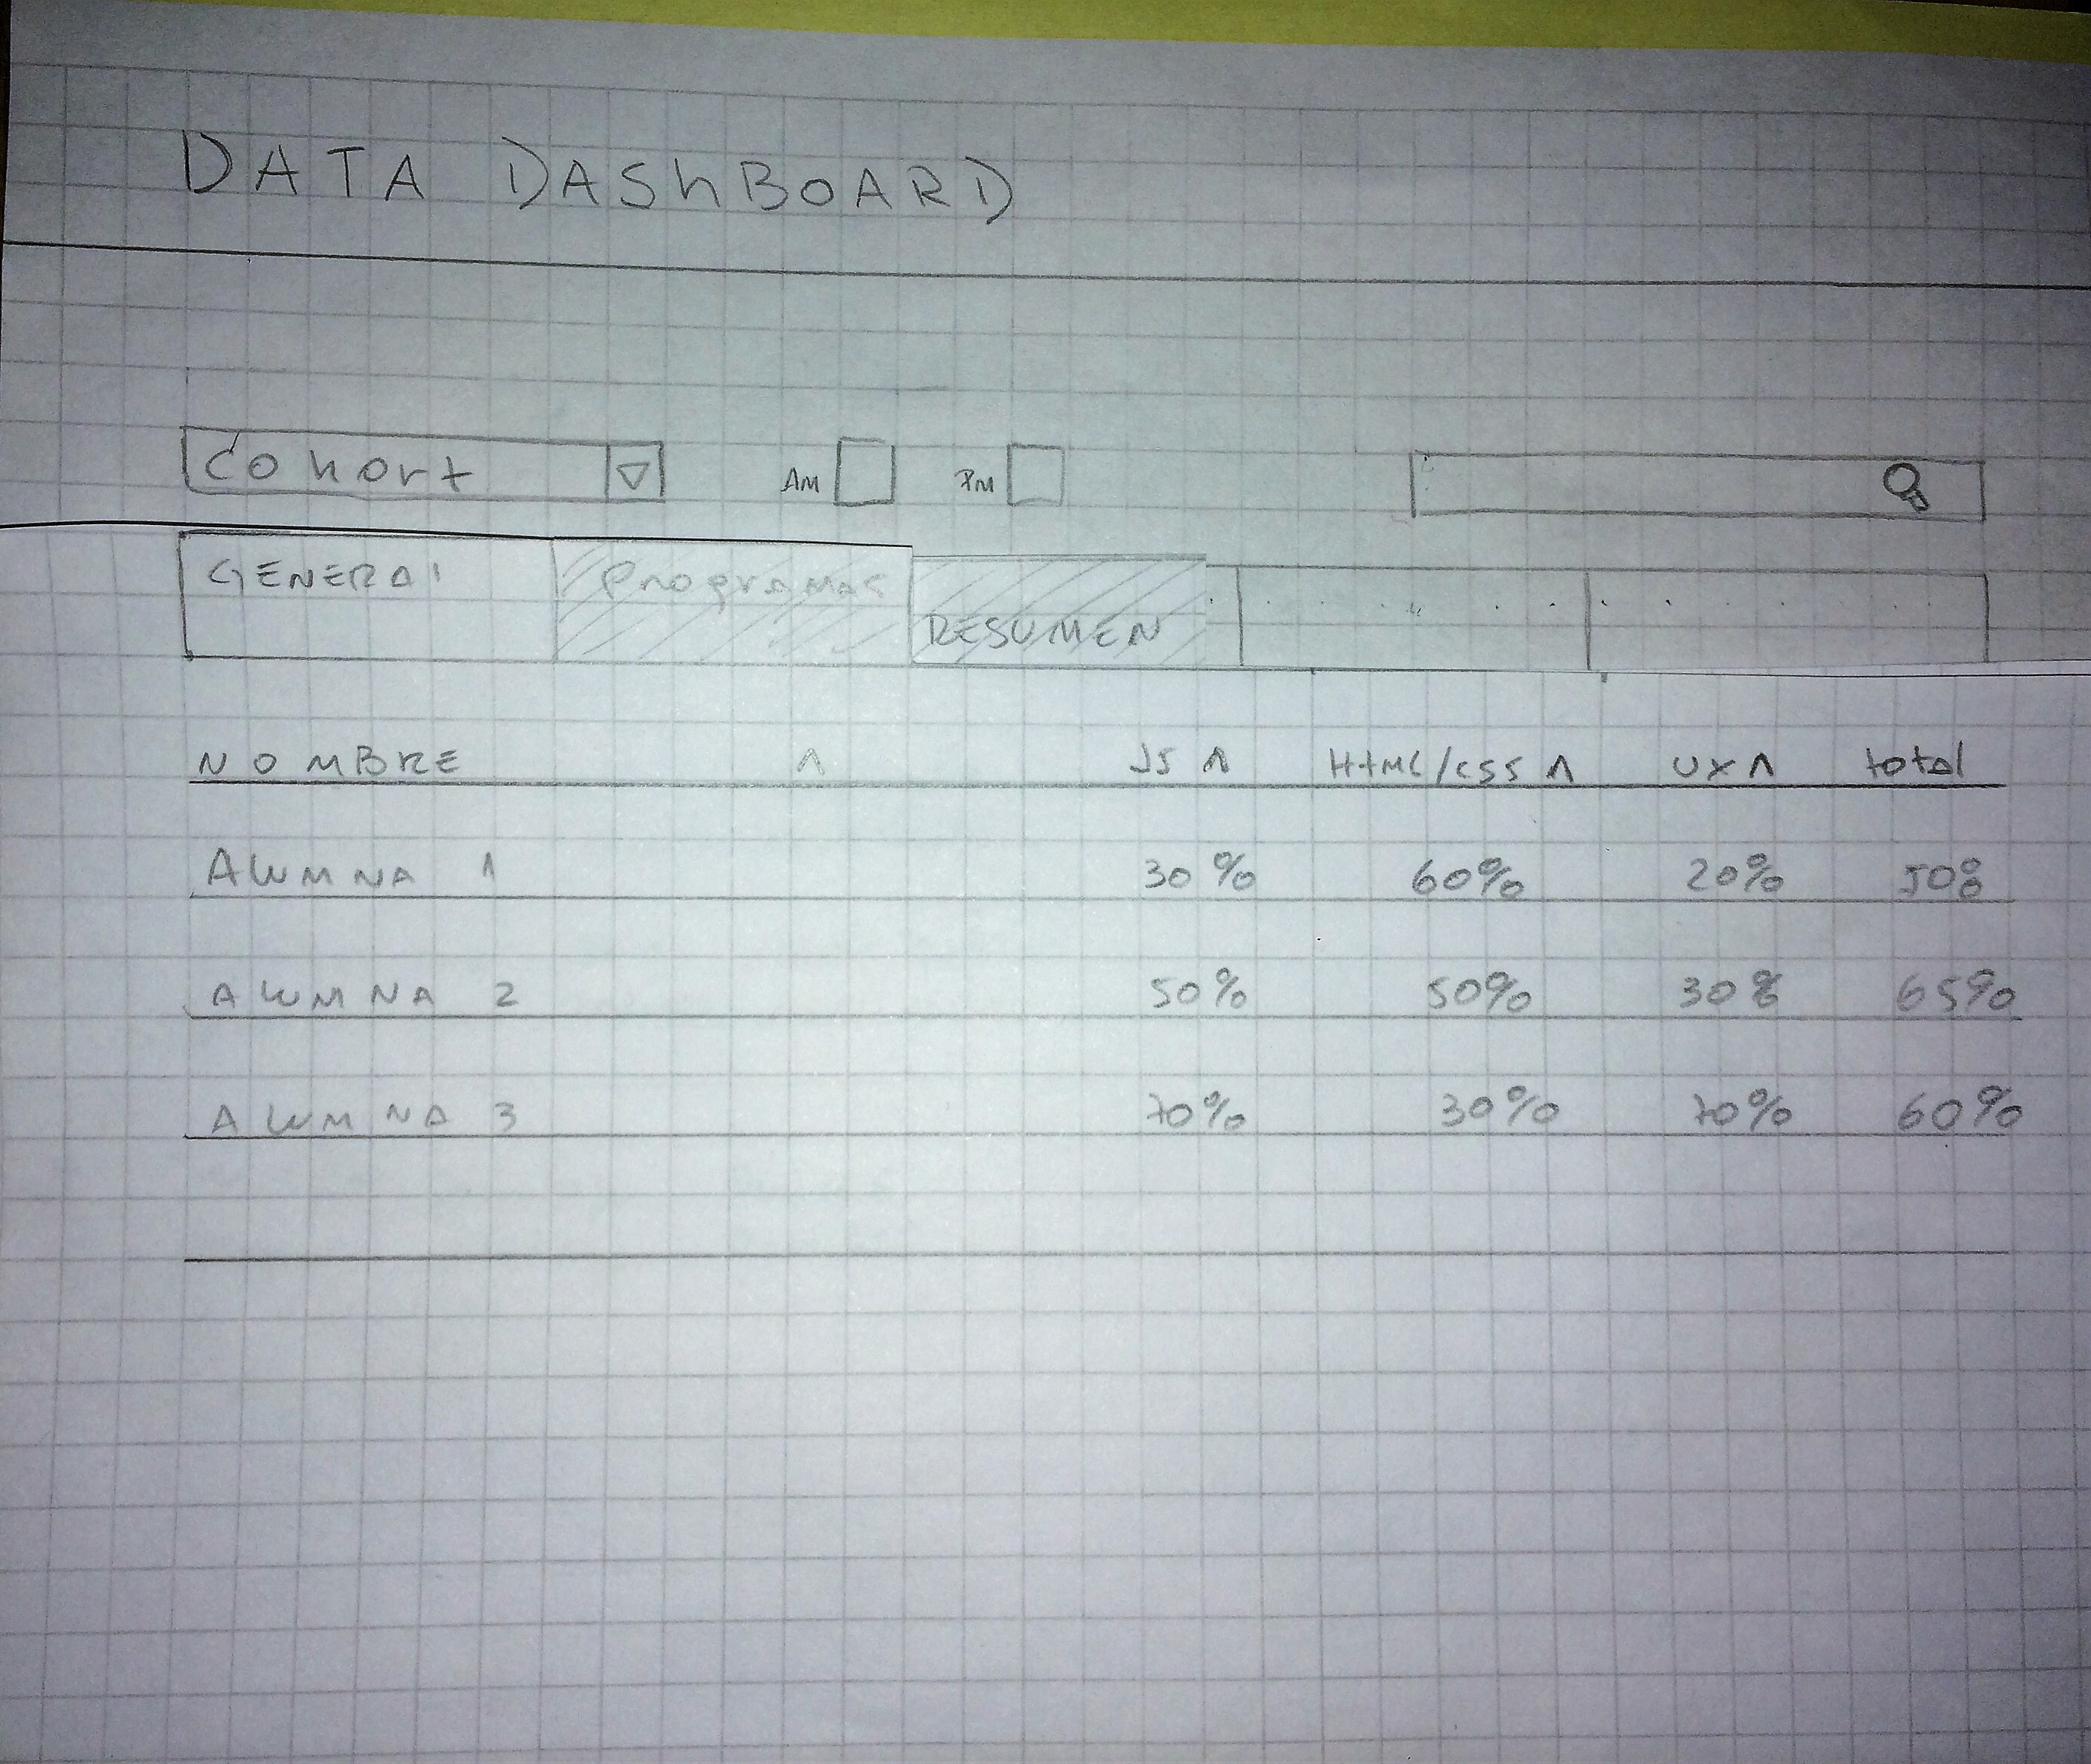 DATA DASHBOARD
Cohort AM PM
GENERAL Programas RESUMEN
NOMBRE JS HTML/CSS UX total
ALUMNA 1 30% 60% 20% 50%
ALUMNA 2 50% 50% 30% 65%
ALUMNA 3 70% 30% 70% 60%